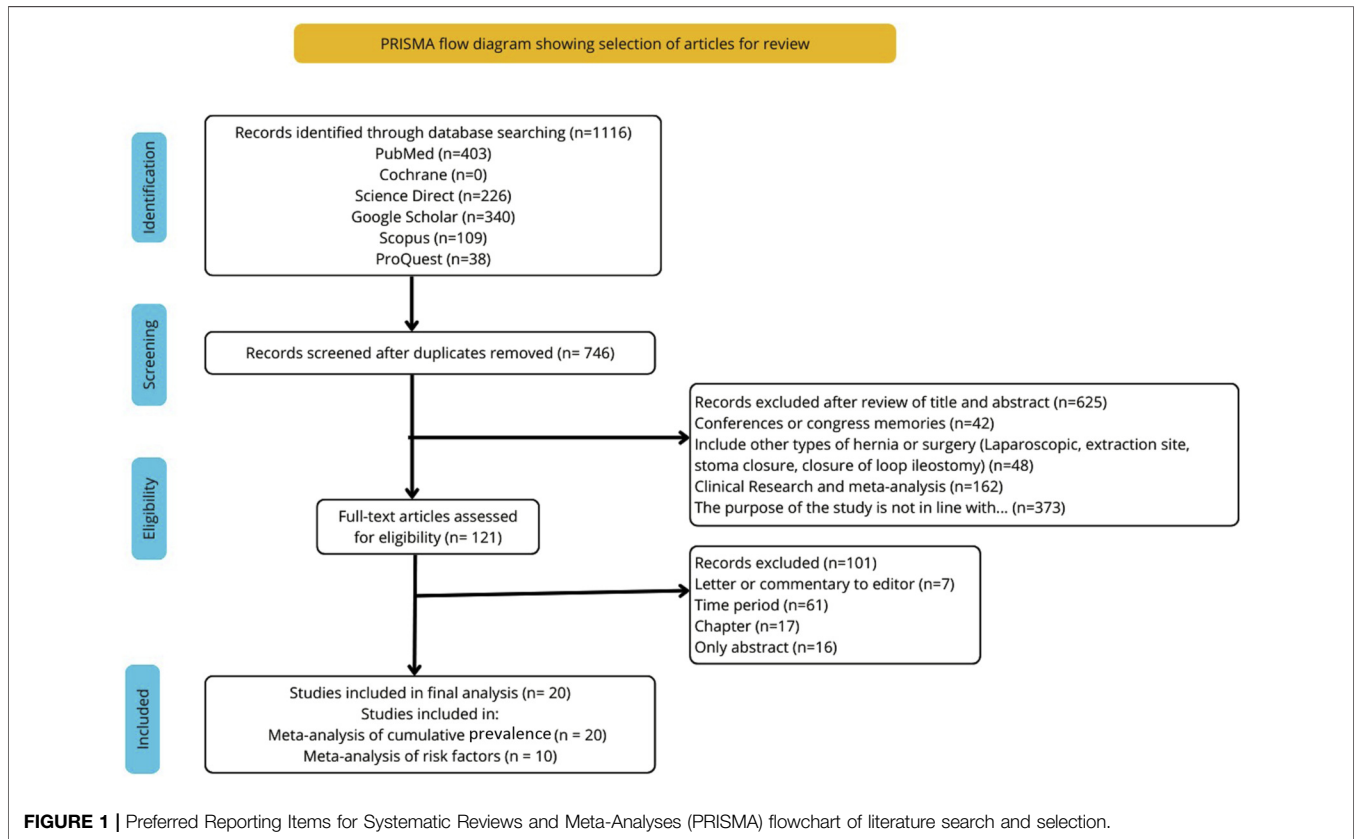 PRISMA flow diagram showing selection of articles for review
Identification
Records identified through database searching (n=1116)
PubMed (n=403)
Cochrane (n=0)
Science Direct (n=226)
Google Scholar (n=340)
Scopus (n=109)
ProQuest (n=38)
Screening
Records screened after duplicates removed (n= 746)
Records excluded after review of title and abstract (n=625)
Conferences or congress memories (n=42)
Include other types of hernia or surgery (Laparoscopic, extraction site,
stoma closure, closure of loop ileostomy) (n=48)
Clinical Research and meta-analysis (n=162)
The purpose of the study is not in line with... (n=373)
Eligibility
Full-text articles assessed
for eligibility (n= 121)
Records excluded (n=101)
Letter or commentary to editor (n=7)
Time period (n=61)
Chapter (n=17)
Only abstract (n=16)
Included
Studies included in final analysis (n= 20)
Studies included in:
Meta-analysis of cumulative prevalence (n = 20)
Meta-analysis of risk factors (n = 10)
FIGURE 1 | Preferred Reporting Items for Systematic Reviews and Meta-Analyses (PRISMA) flowchart of literature search and selection.